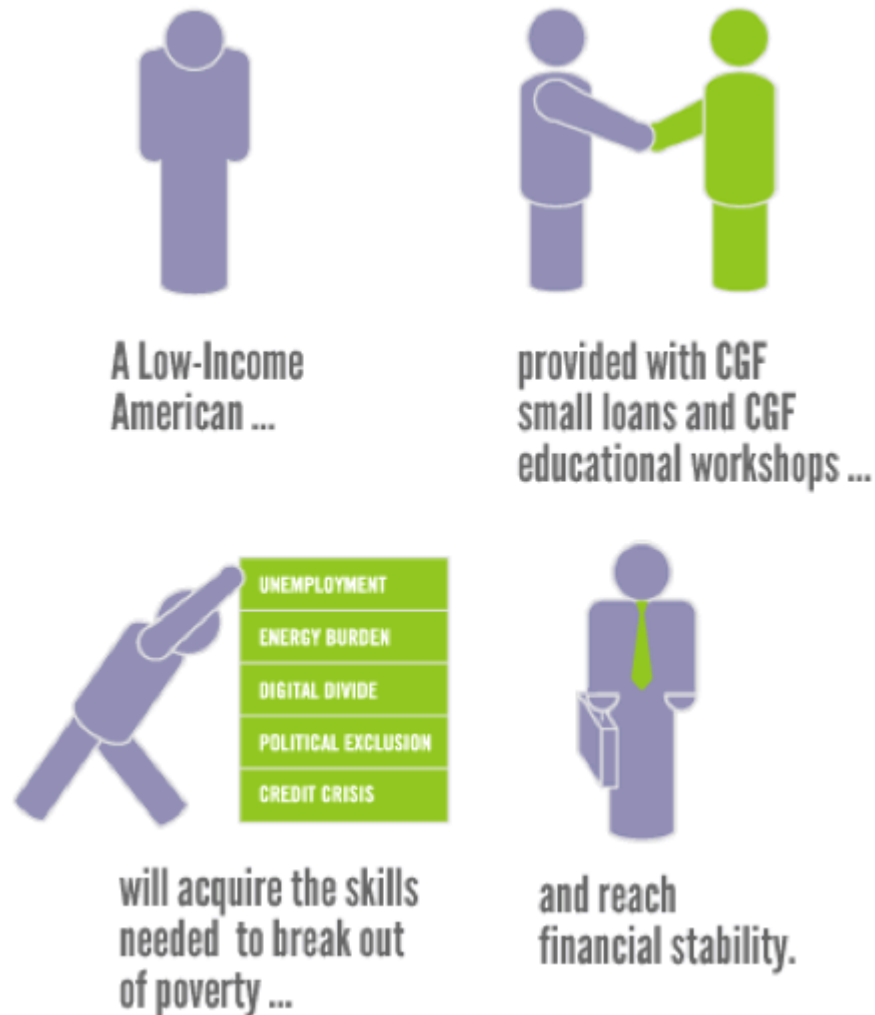 A Low-Income
American ...
provided with CGF
small loans and CGF
educational workshops ...
UNEMPLOYMENT
ENERGY BURDEN
DIGITAL DIVIDE
POLITICAL EXCLUSION
CREDIT CRISIS
will acquire the skills
needed to break out
of poverty ...
and reach
financial stability.